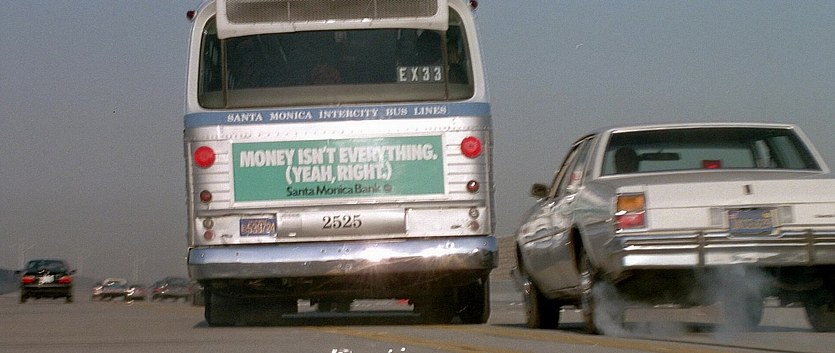 EX33
SANTA MONICA INTERCITY BUS LINES
MONEY ISN'T EVERYTHING.
(YEAH, RIGHT.)
Santa Monica Bank
2525